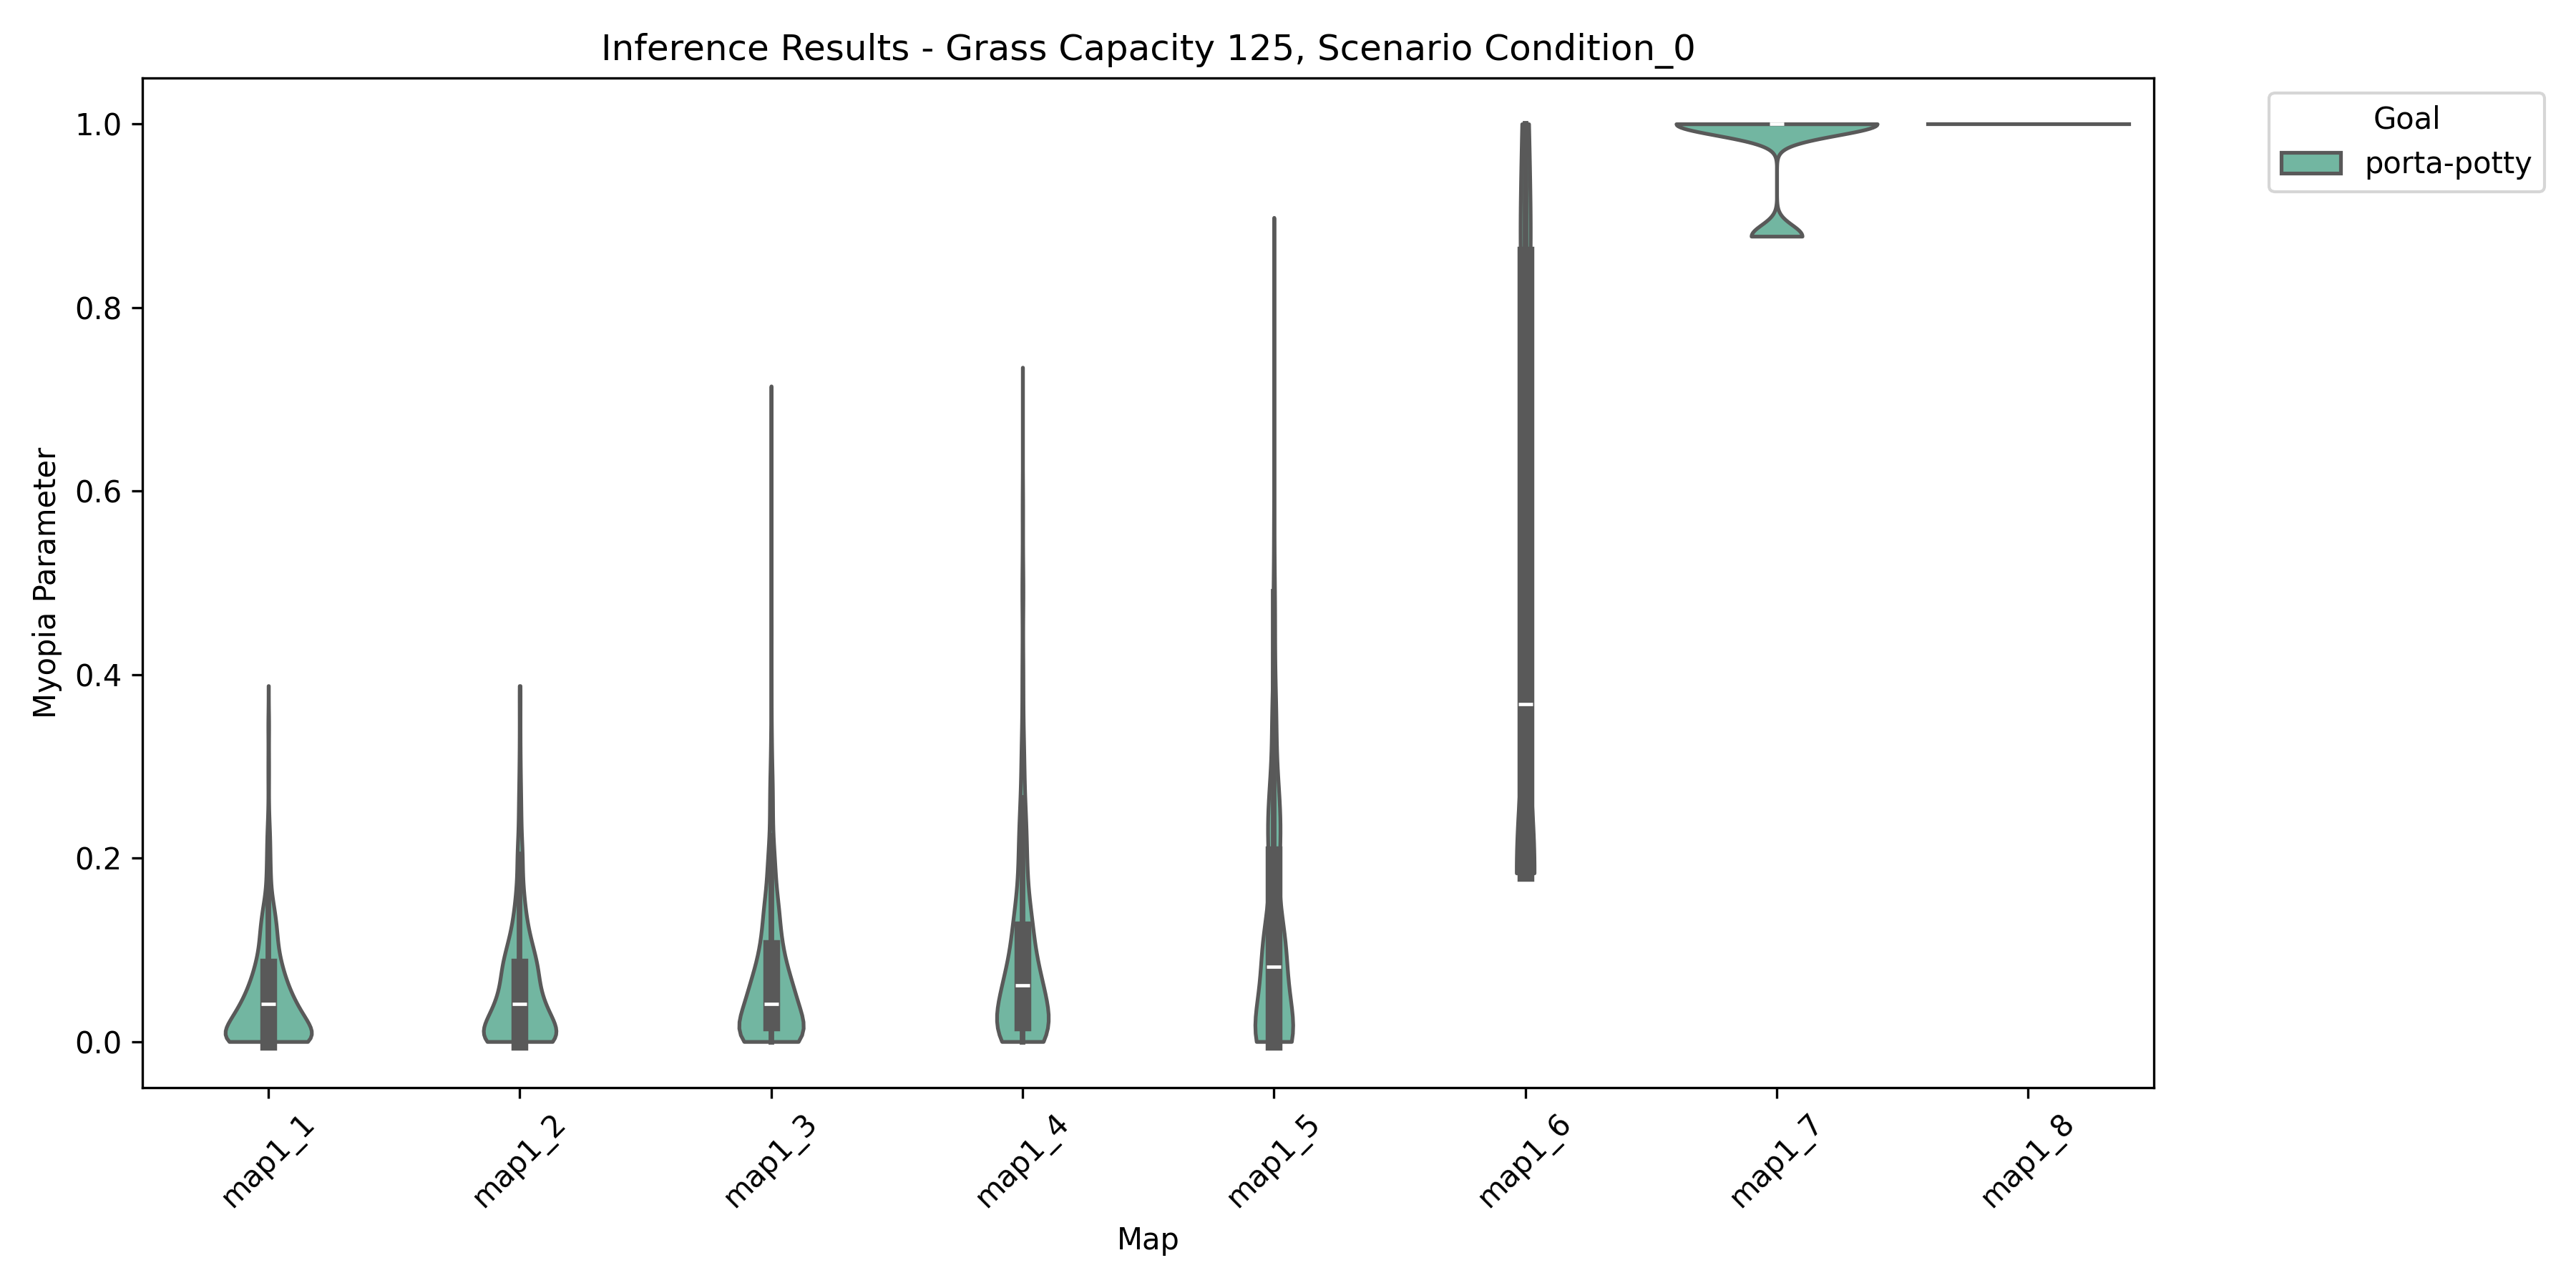 Inference Results - Grass Capacity 125, Scenario Condition_0
Goal
porta-potty
Myopia Parameter
1.0
0.8
0.6
0.4
0.2
0.0
map1_1
map1_2
map1_3
map1_4
map1_5
map1_6
map1_7
map1_8
Map